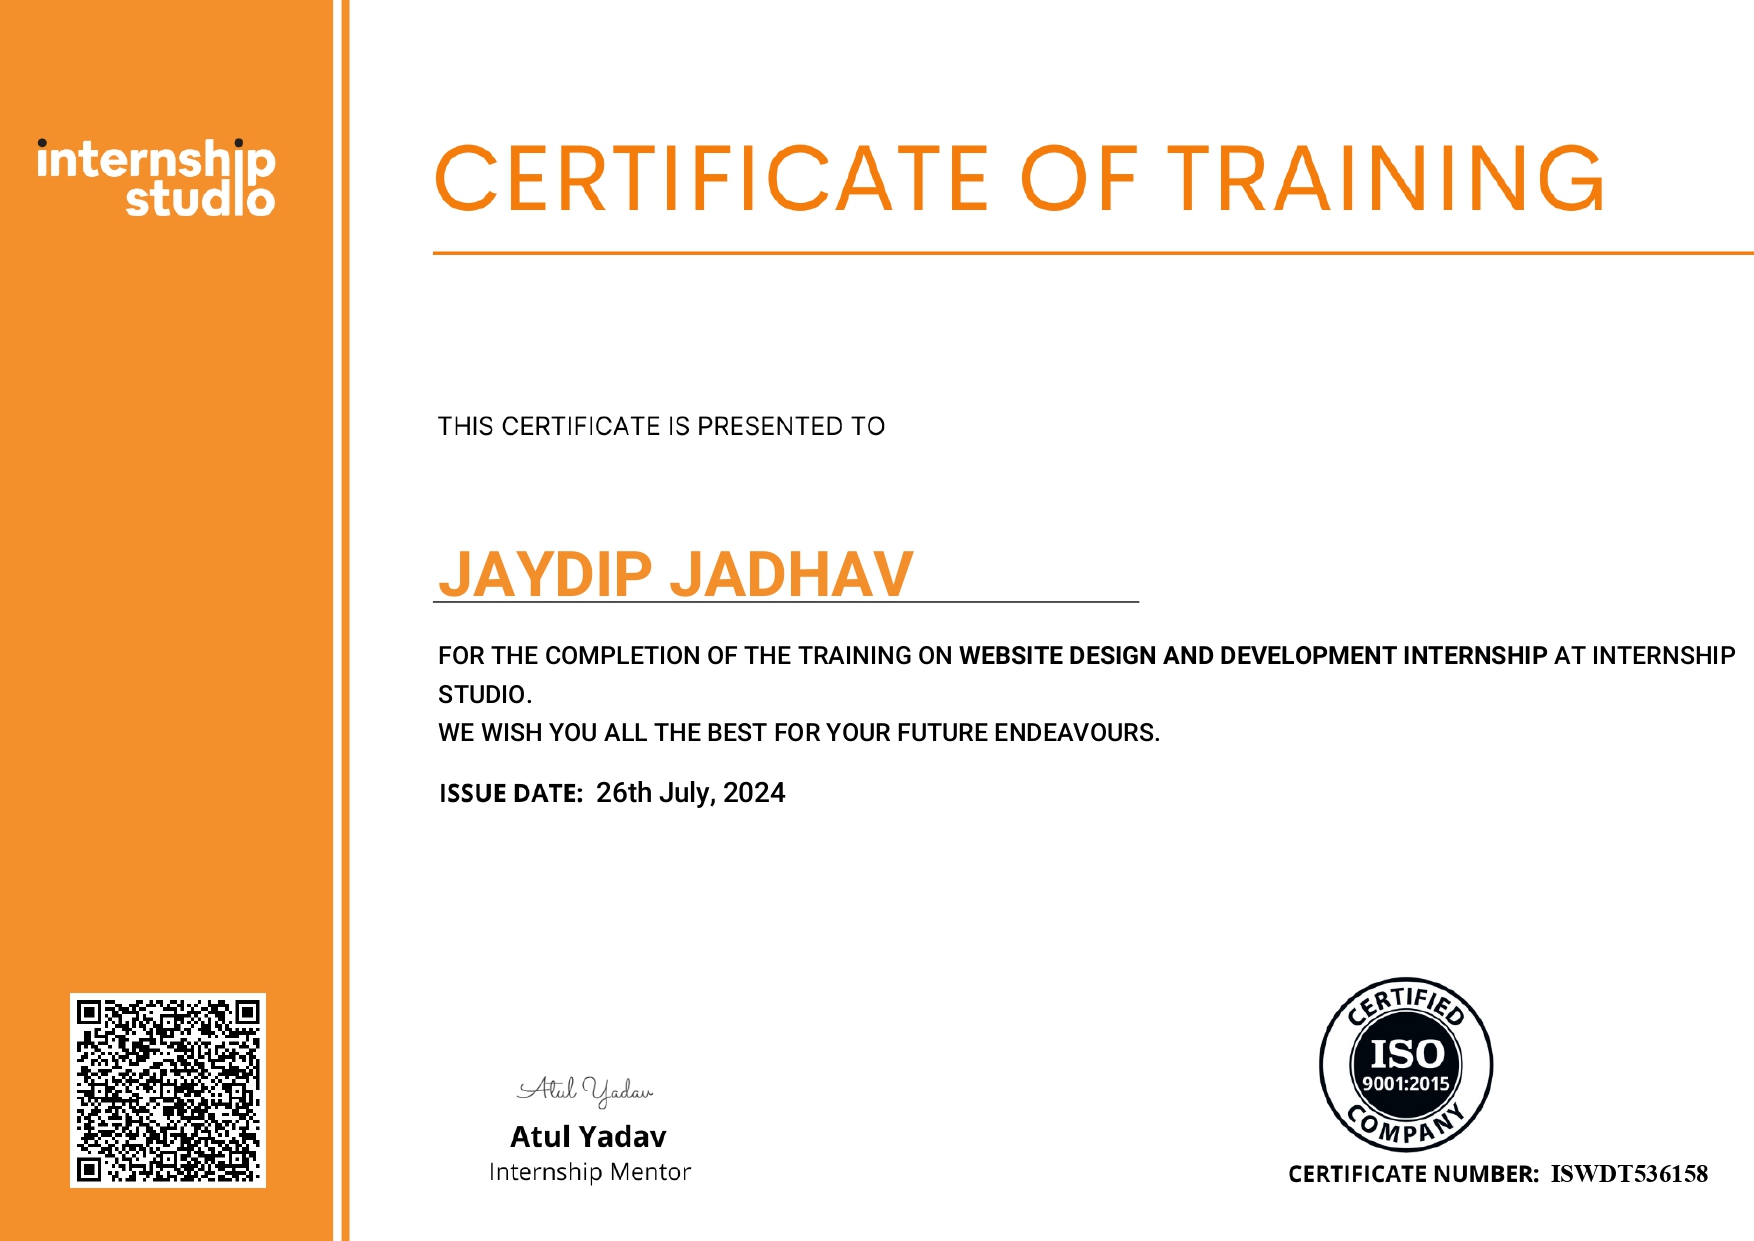 internship
studio
CERTIFICATE OF TRAINING
THIS CERTIFICATE IS PRESENTED TO
JAYDIP JADHAV
FOR THE COMPLETION OF THE TRAINING ON WEBSITE DESIGN AND DEVELOPMENT INTERNSHIP AT INTERNSHIP
STUDIO.
WE WISH YOU ALL THE BEST FOR YOUR FUTURE ENDEAVOURS.
ISSUE DATE: 26th July, 2024
Atul Yadav
Atul Yadav
Internship Mentor
CERTIFIED
ISO
9001:2015
COMPANY
CERTIFICATE NUMBER: ISWDT536158